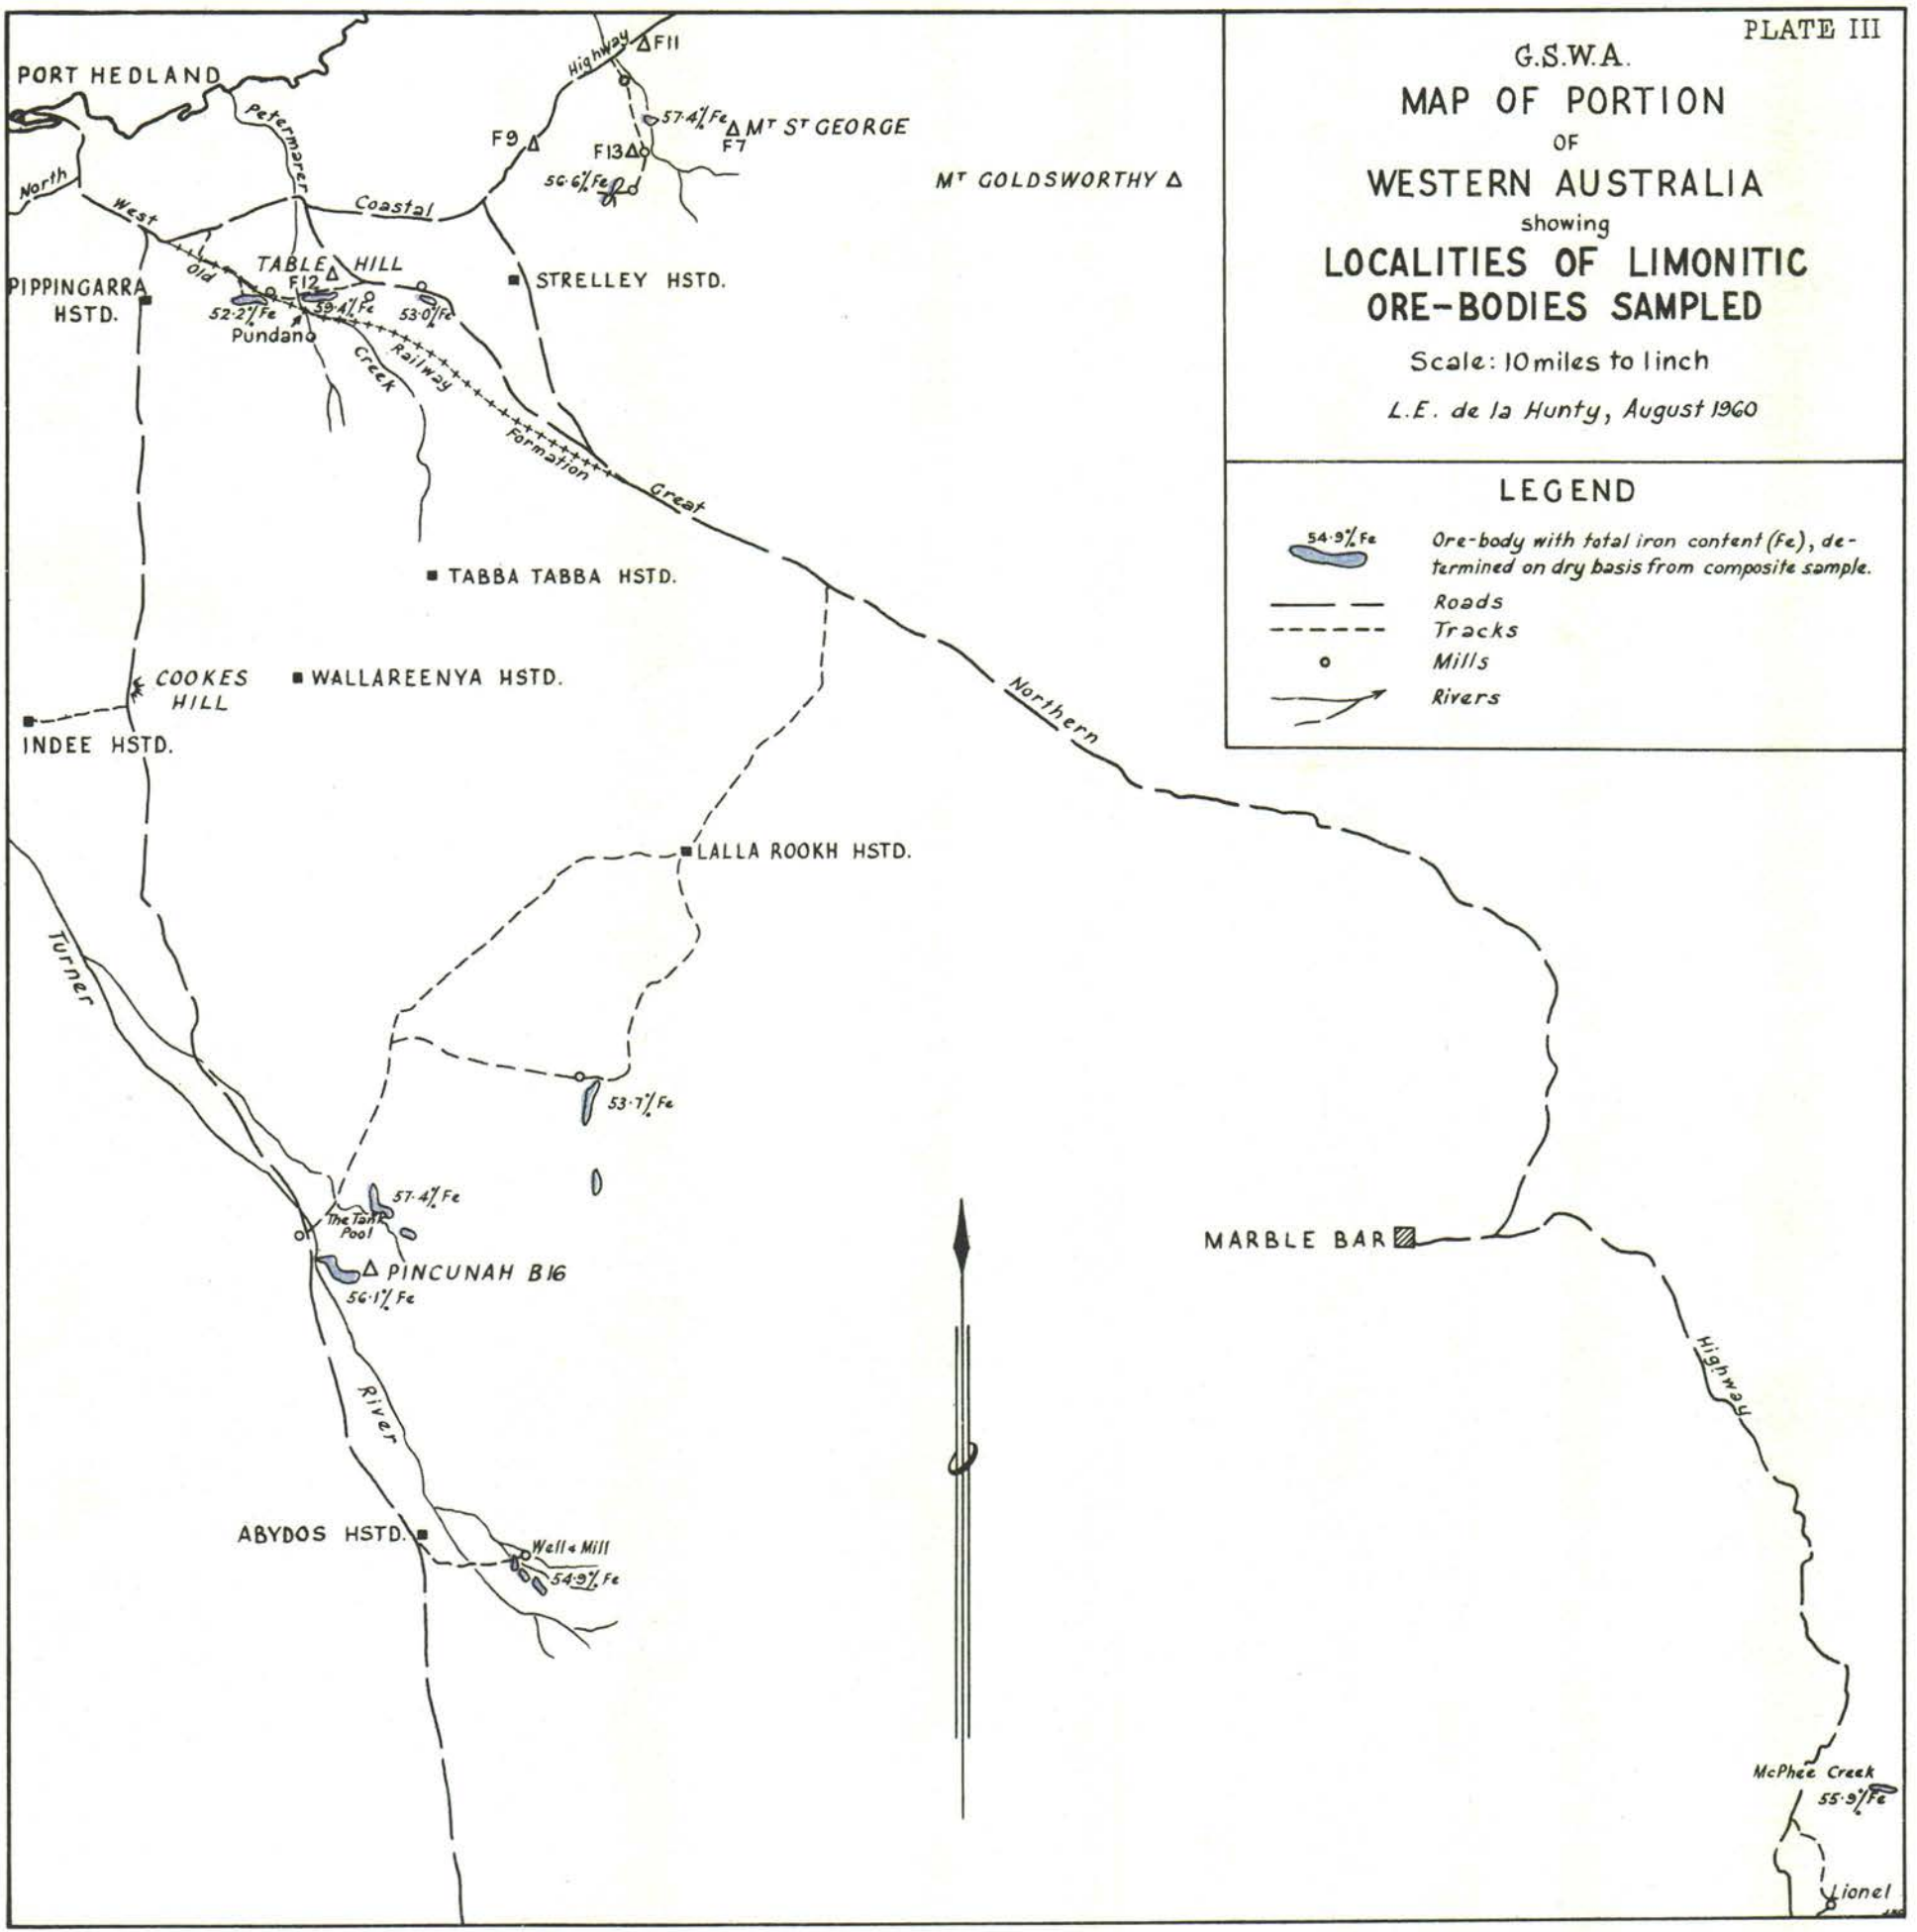 PLATE III
G.S.W.A.
MAP OF PORTION
OF
WESTERN AUSTRALIA
showing
LOCALITIES OF LIMONITIC
ORE-BODIES SAMPLED
Scale: 10 miles to 1 inch
L.E. de la Hunty, August 1960
LEGEND
54·9% Fe
Ore-body with total iron content (Fe), de-
termined on dry basis from composite sample.
Roads
Tracks
Mills
Rivers
PORT HEDLAND
Petermarer
Highway
F11
57·4% Fe
MT ST GEORGE
F7
F9
F13
56·6% Fe
MT GOLDSWORTHY
North
West
Coastal
Old
TABLE HILL
F12
STRELLEY HSTD.
PIPPINGARRA
HSTD.
52·2% Fe
59·4% Fe
53·0% Fe
Pundano
Creek
Railway
Formation
Great
TABBA TABBA HSTD.
COOKES
HILL
WALLAREENYA HSTD.
INDEE HSTD.
Northern
LALLA ROOKH HSTD.
Turner
53·7% Fe
57·4% Fe
The Tank
Pool
PINCUNAH B16
56·1% Fe
MARBLE BAR
Highway
River
ABYDOS HSTD.
Well & Mill
54·9% Fe
McPhee Creek
55·9% Fe
Lionel